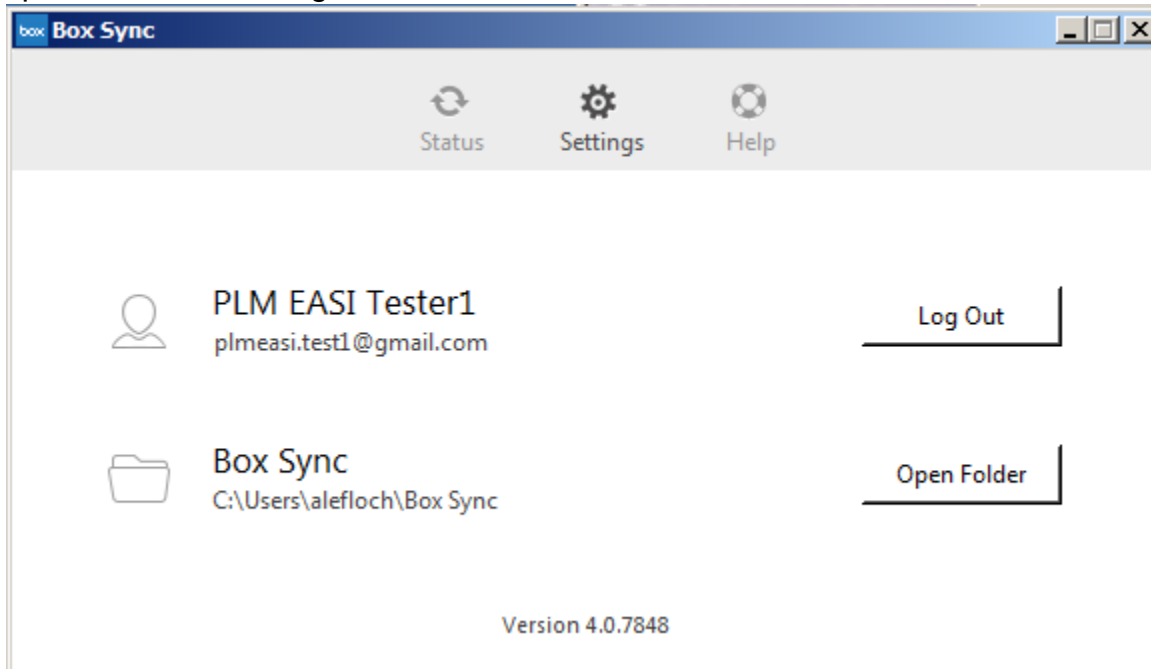 box Box Sync
Status Settings Help
PLM EASI Tester1
plmeasi.test1@gmail.com
Log Out
Box Sync
C:\Users\alefloch\Box Sync
Open Folder
Version 4.0.7848